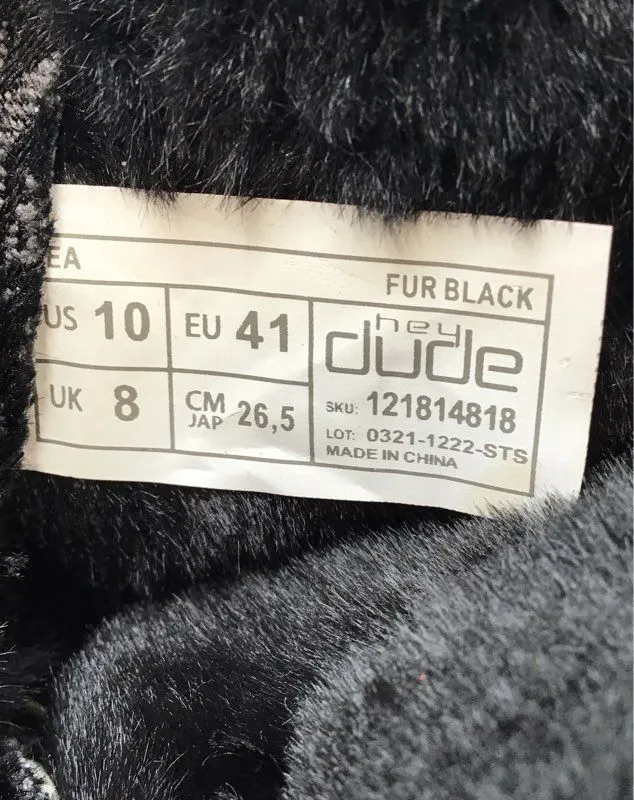 EA
FUR BLACK
US 10
EU 41
hey
dude
UK 8
CM
JAP 26,5
SKU: 121814818
LOT: 0321-1222-STS
MADE IN CHINA